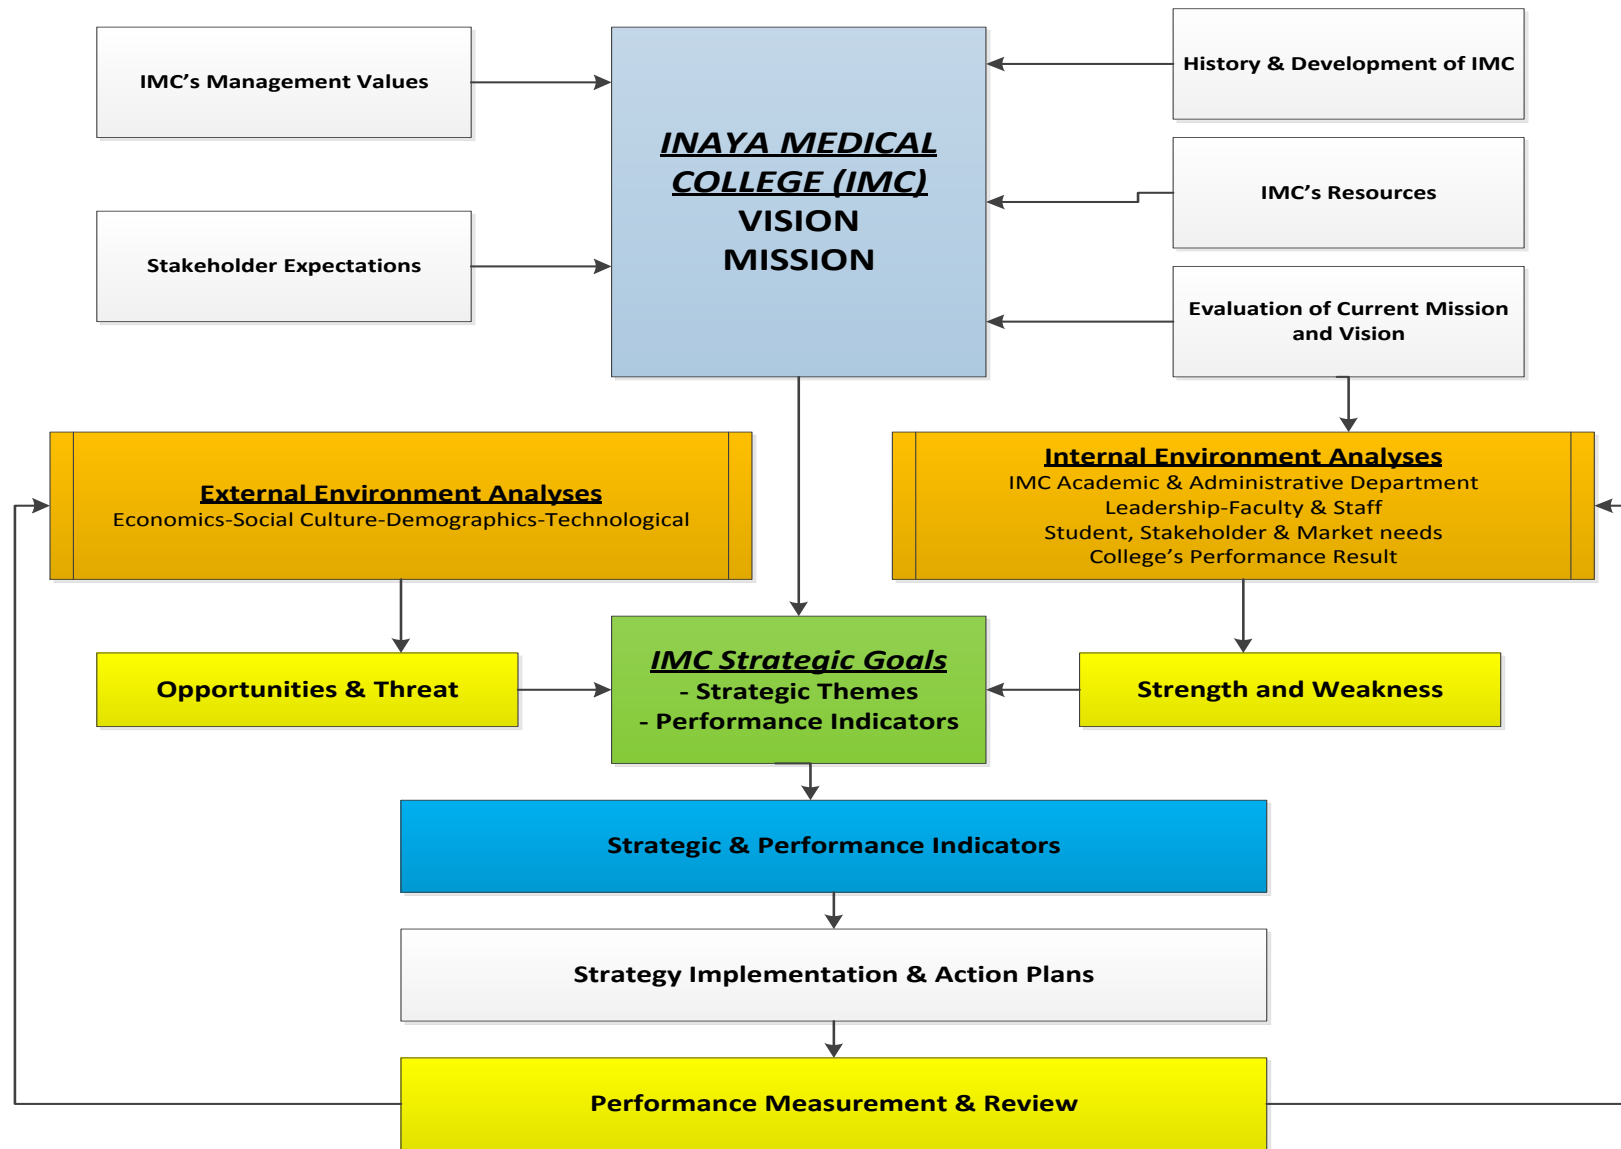 IMC’s Management Values
History & Development of IMC
INAYA MEDICAL
COLLEGE (IMC)
VISION
MISSION
IMC’s Resources
Stakeholder Expectations
Evaluation of Current Mission
and Vision
External Environment Analyses
Economics-Social Culture-Demographics-Technological
Internal Environment Analyses
IMC Academic & Administrative Department
Leadership-Faculty & Staff
Student, Stakeholder & Market needs
College’s Performance Result
Opportunities & Threat
IMC Strategic Goals
- Strategic Themes
- Performance Indicators
Strength and Weakness
Strategic & Performance Indicators
Strategy Implementation & Action Plans
Performance Measurement & Review